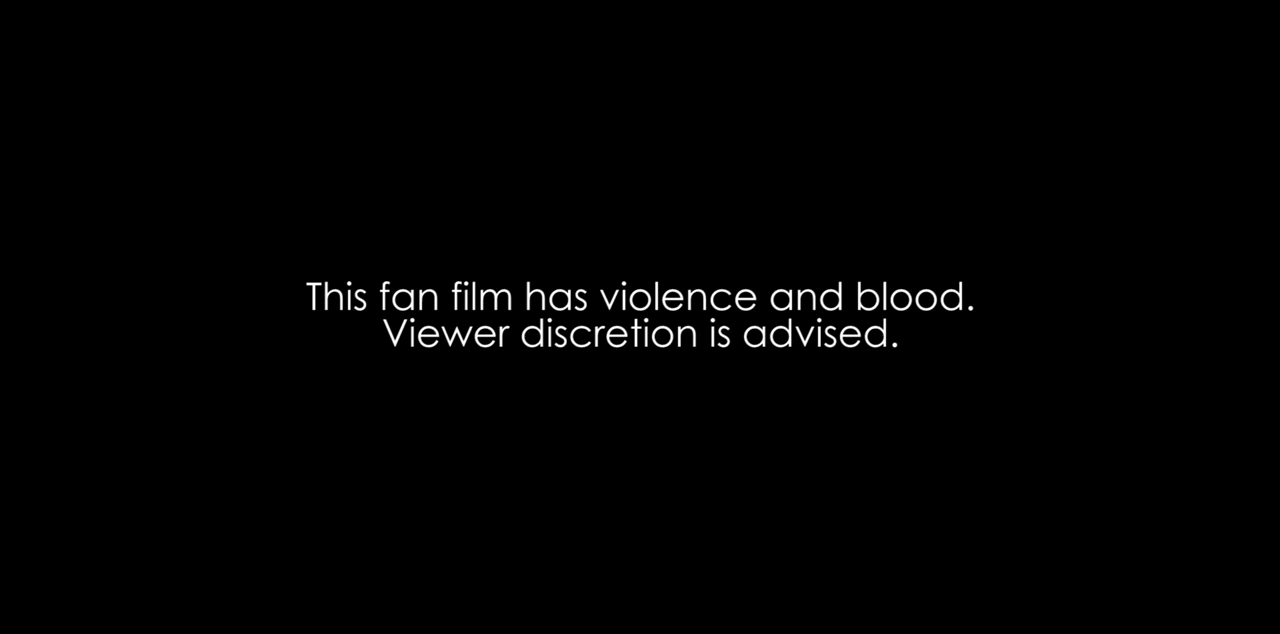 This fan film has violence and blood.
Viewer discretion is advised.